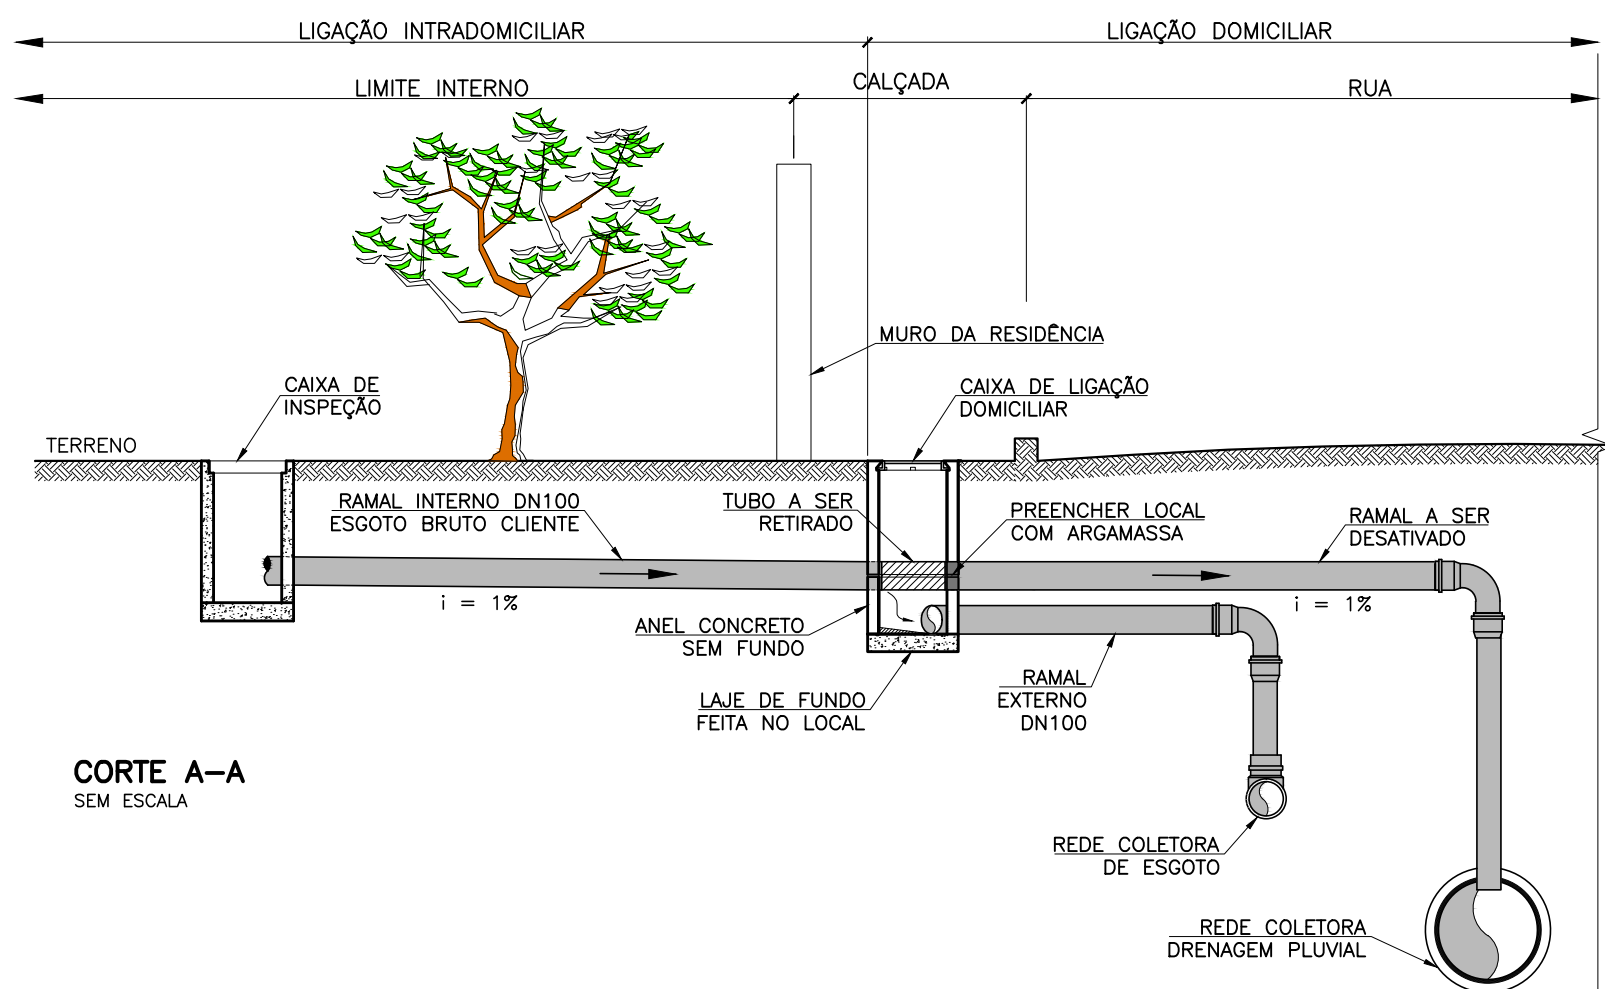 LIGAÇÃO INTRADOMICILIAR
LIGAÇÃO DOMICILIAR
LIMITE INTERNO
CALÇADA
RUA
MURO DA RESIDÊNCIA
CAIXA DE
INSPEÇÃO
CAIXA DE LIGAÇÃO
DOMICILIAR
TERRENO
RAMAL INTERNO DN100
ESGOTO BRUTO CLIENTE
TUBO A SER
RETIRADO
PREENCHER LOCAL
COM ARGAMASSA
RAMAL A SER
DESATIVADO
i = 1%
i = 1%
ANEL CONCRETO
SEM FUNDO
LAJE DE FUNDO
FEITA NO LOCAL
RAMAL
EXTERNO
DN100
CORTE A-A
SEM ESCALA
REDE COLETORA
DE ESGOTO
REDE COLETORA
DRENAGEM PLUVIAL